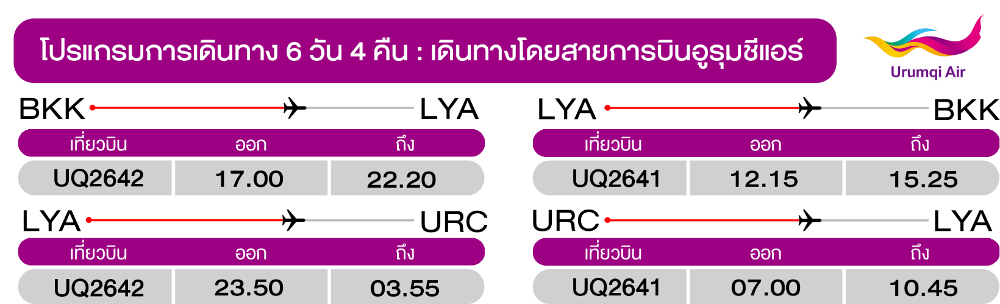 โปรแกรมการเดินทาง 6 วัน 4 คืน : เดินทางโดยสายการบินอูรุมชีแอร์
Urumqi Air
BKK LYA
เที่ยวบิน ออก ถึง
UQ2642 17.00 22.20
LYA BKK
เที่ยวบิน ออก ถึง
UQ2641 12.15 15.25
LYA URC
เที่ยวบิน ออก ถึง
UQ2642 23.50 03.55
URC LYA
เที่ยวบิน ออก ถึง
UQ2641 07.00 10.45